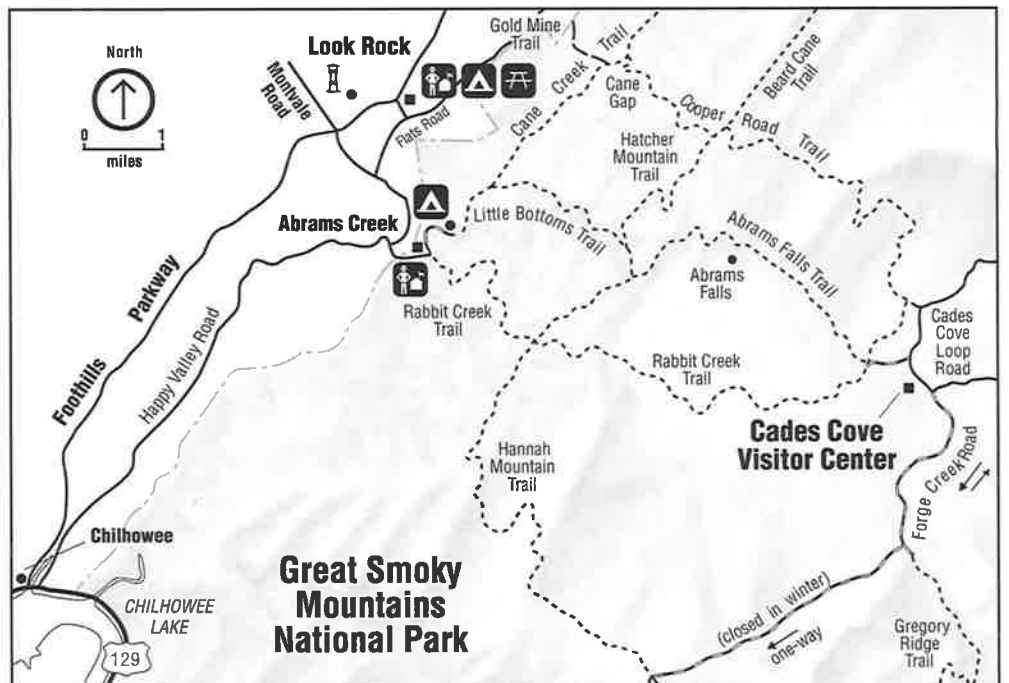 North
0 1
miles
Look Rock
Montvale
Road
Gold Mine
Trail
Flats Road
Cane Creek Trail
Cane
Gap
Beard Cane
Trail
Cooper Road Trail
Hatcher
Mountain
Trail
Abrams Creek
Little Bottoms Trail
Abrams Falls Trail
Abrams
Falls
Rabbit Creek
Trail
Rabbit Creek
Trail
Cades
Cove
Loop
Road
Foothills Parkway
Happy Valley Road
Cades Cove
Visitor Center
Hannah
Mountain
Trail
Forge Creek Road
Chilhowee
CHILHOWEE
LAKE
129
Great Smoky
Mountains
National Park
(closed in winter)
one-way
Gregory
Ridge
Trail